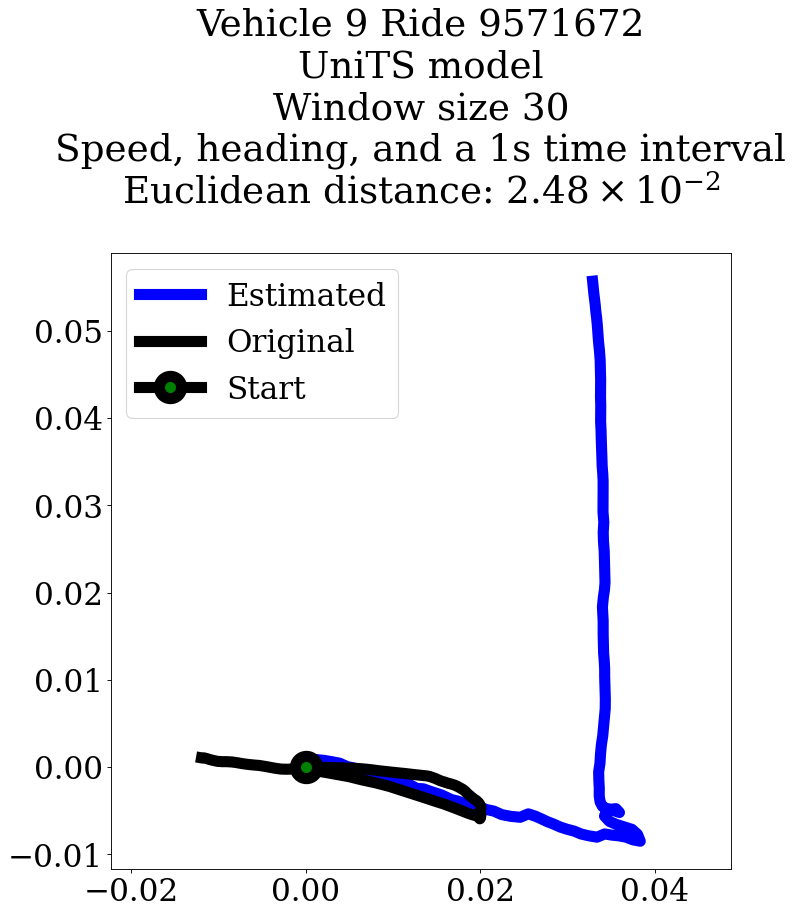 Vehicle 9 Ride 9571672
UniTS model
Window size 30
Speed, heading, and a 1s time interval
Euclidean distance: 2.48 × 10⁻²
Estimated
Original
Start
0.05
0.04
0.03
0.02
0.01
0.00
−0.01
−0.02 0.00 0.02 0.04